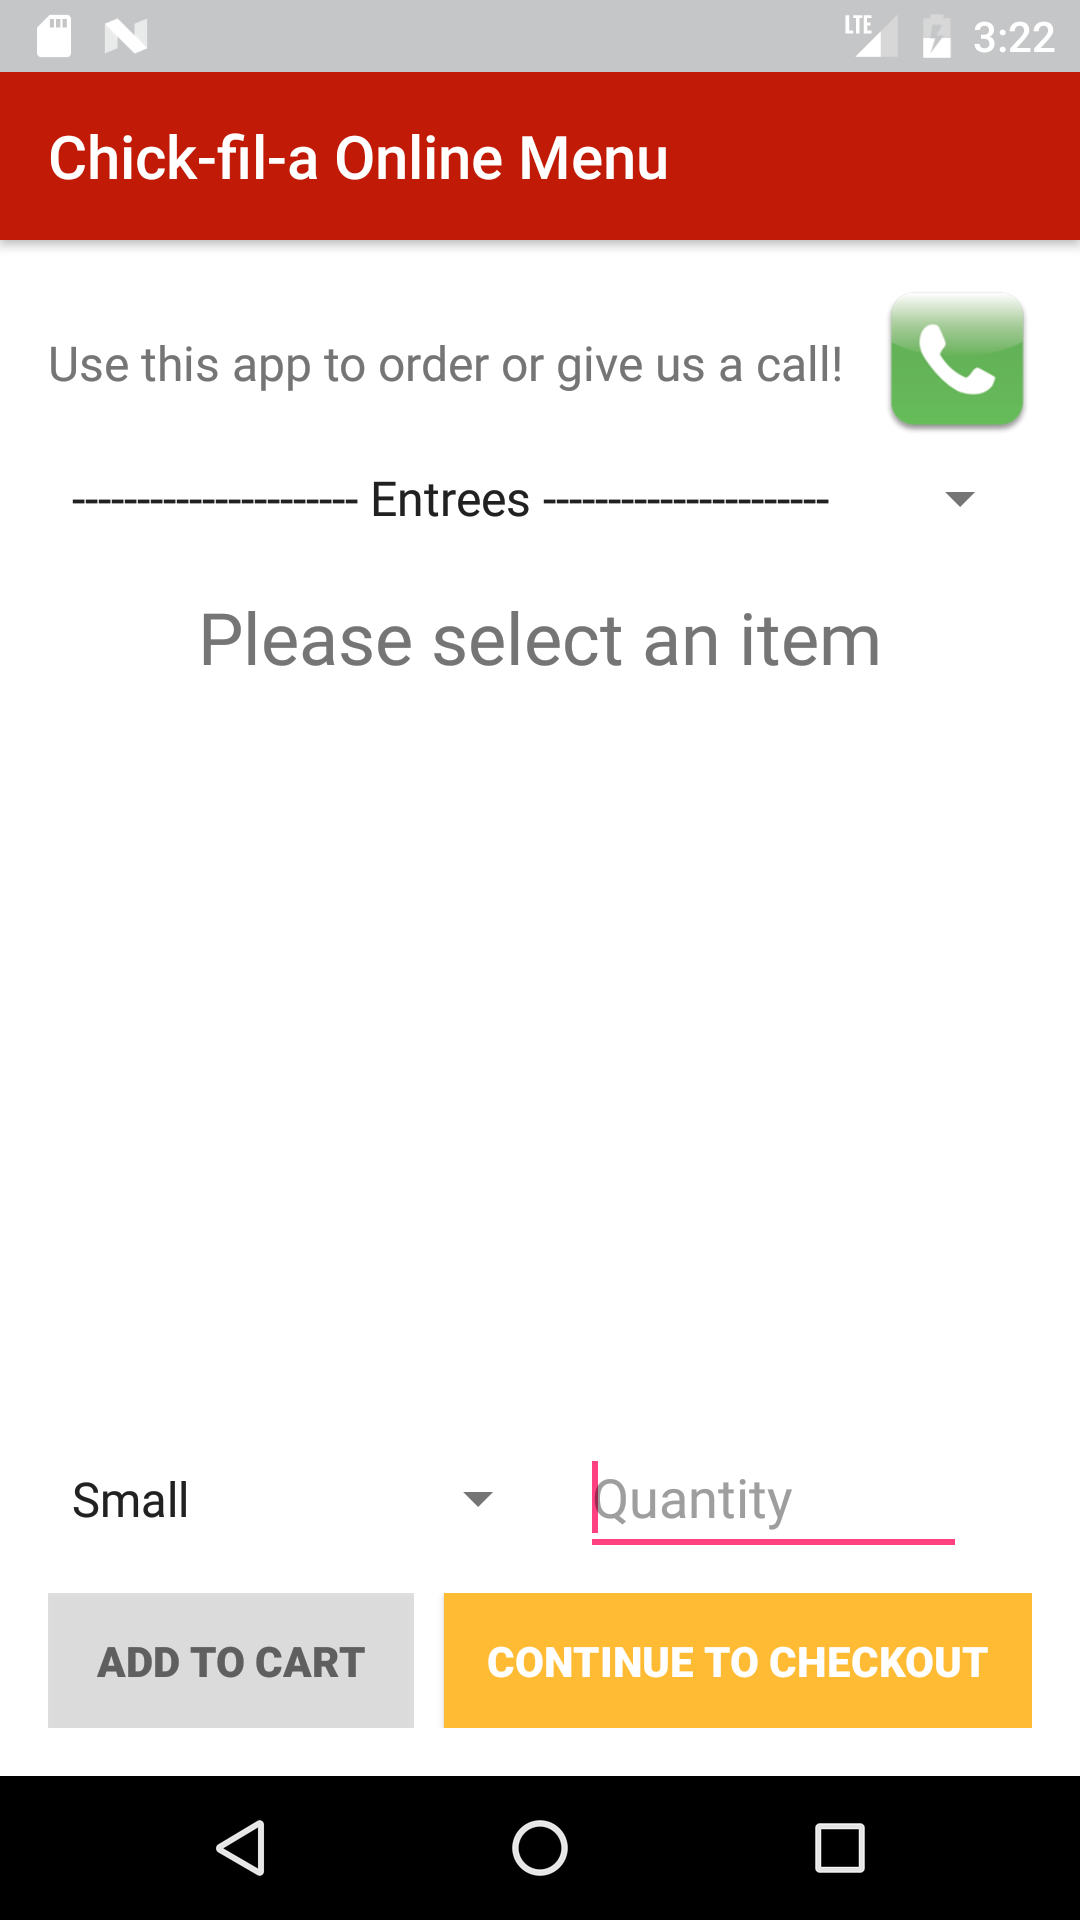 LTE 3:22
Chick-fil-a Online Menu
Use this app to order or give us a call!
---------------------- Entrees ----------------------
Please select an item
Small Quantity
ADD TO CART CONTINUE TO CHECKOUT